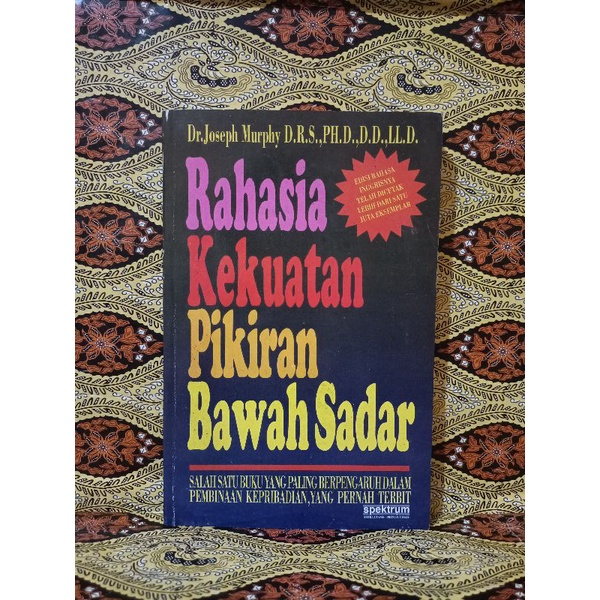 Dr.Joseph Murphy D.R.S.,PH.D.,D.D.,LL.D.
EDISI BAHASA
INGGRISNYA
TELAH DICETAK
LEBIH DARI SATU
JUTA EKSEMPLAR
Rahasia
Kekuatan
Pikiran
Bawah Sadar
SALAH SATU BUKU YANG PALING BERPENGARUH DALAM
PEMBINAAN KEPRIBADIAN, YANG PERNAH TERBIT
spektrum